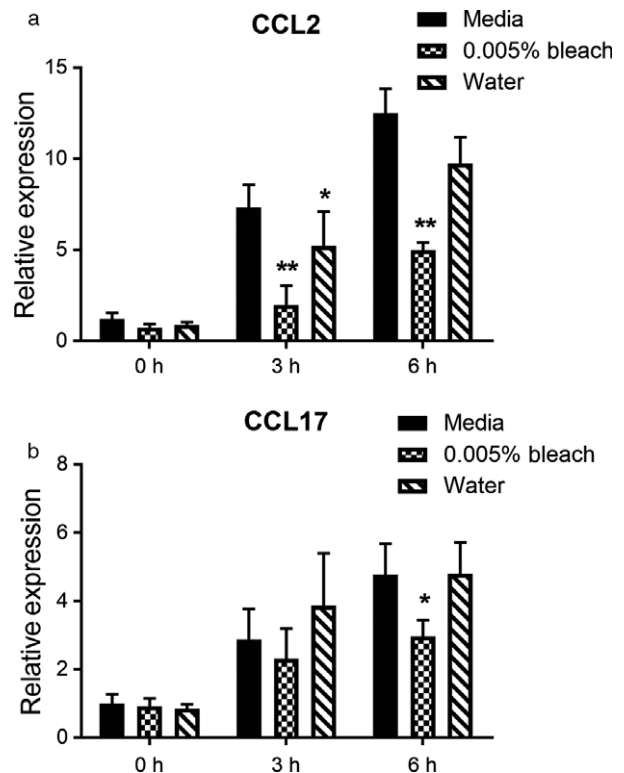 a
CCL2
Media
0.005% bleach
Water
Relative expression
15
10
5
0
**
*
**
0 h
3 h
6 h
CCL17
b
Media
0.005% bleach
Water
Relative expression
8
6
4
2
0
*
0 h
3 h
6 h